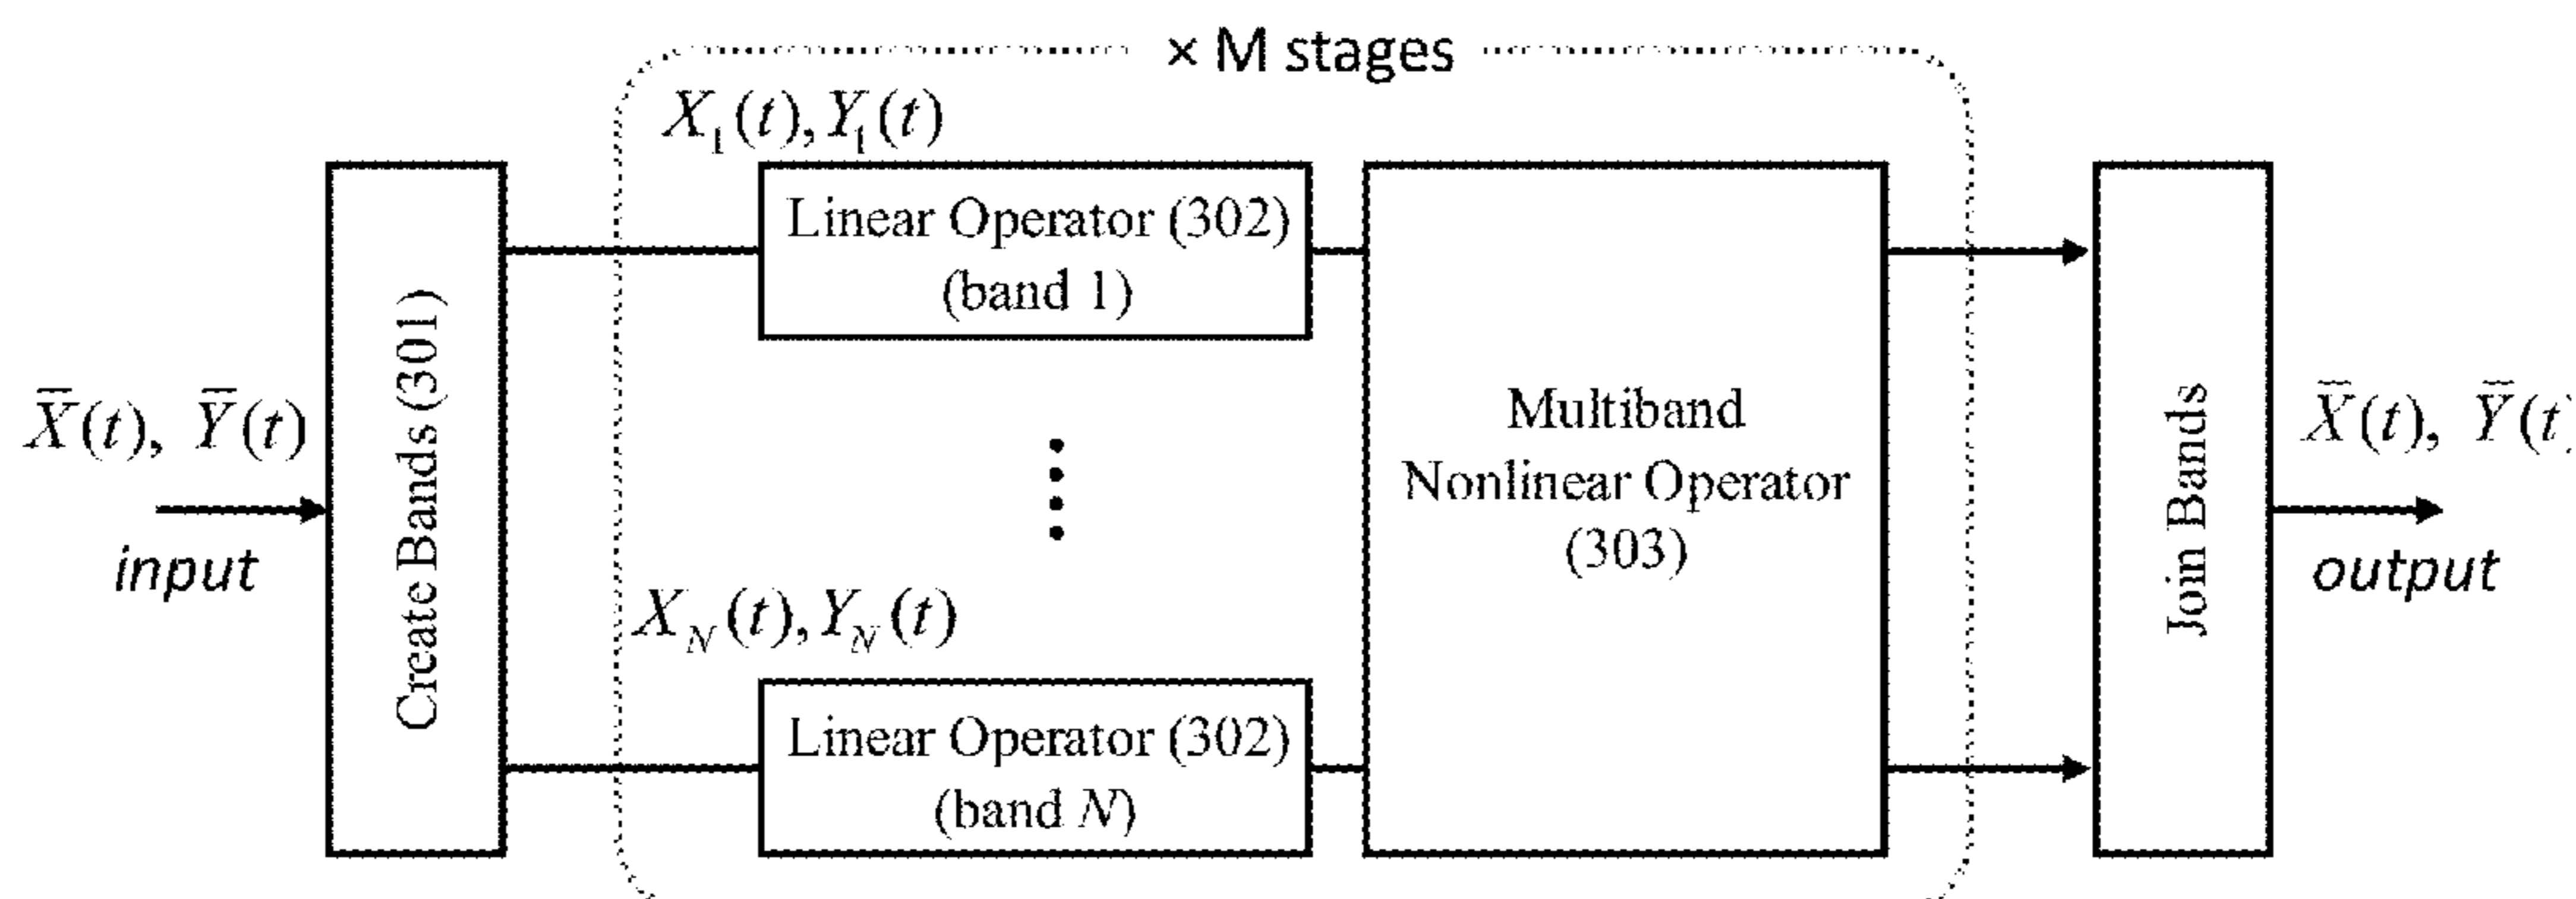 × M stages
X₁(t), Y₁(t)
Linear Operator (302)
(band 1)
Create Bands (301)
X̄(t), Ȳ(t)
input
Multiband
Nonlinear Operator
(303)
X_N(t), Y_N(t)
Linear Operator (302)
(band N)
Join Bands
X̄(t), Ȳ(t
output